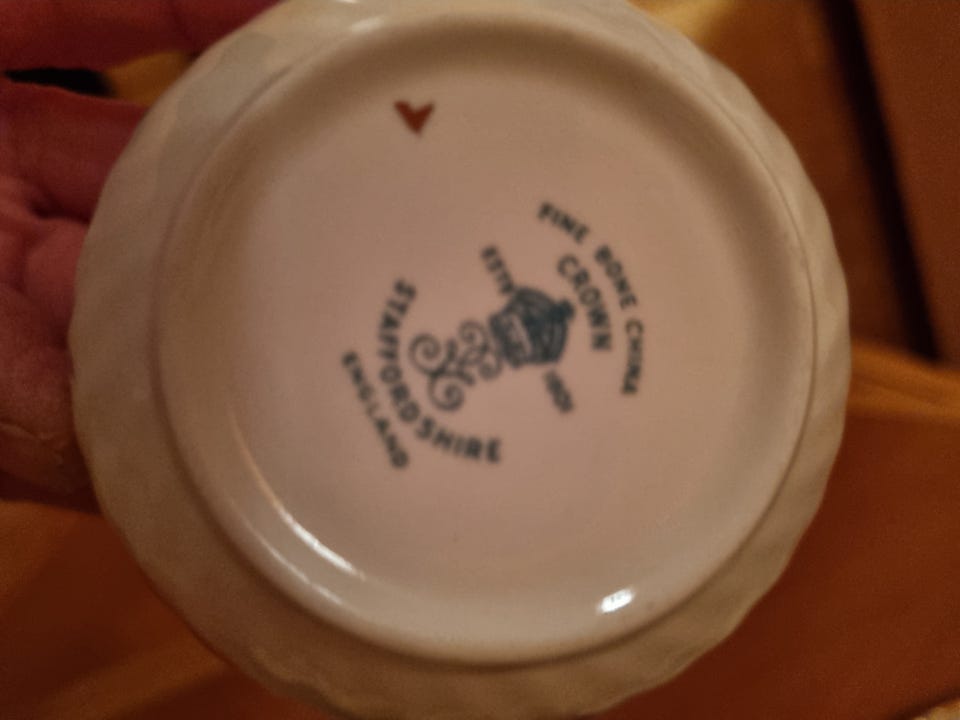 FINE BONE CHINA
CROWN
ESTD 1801
STAFFORDSHIRE
ENGLAND